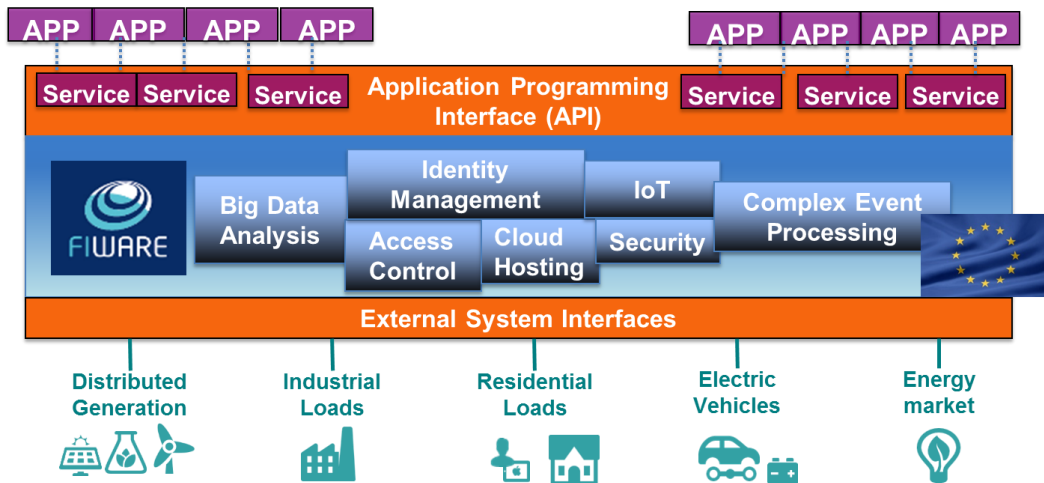 APP APP APP APP APP APP APP APP
Service Service Service Service Service Service
Application Programming
Interface (API)
FIWARE
Big Data
Analysis
Identity
Management
Access
Control
Cloud
Hosting
IoT
Security
Complex Event
Processing
External System Interfaces
Distributed
Generation
Industrial
Loads
Residential
Loads
Electric
Vehicles
Energy
market